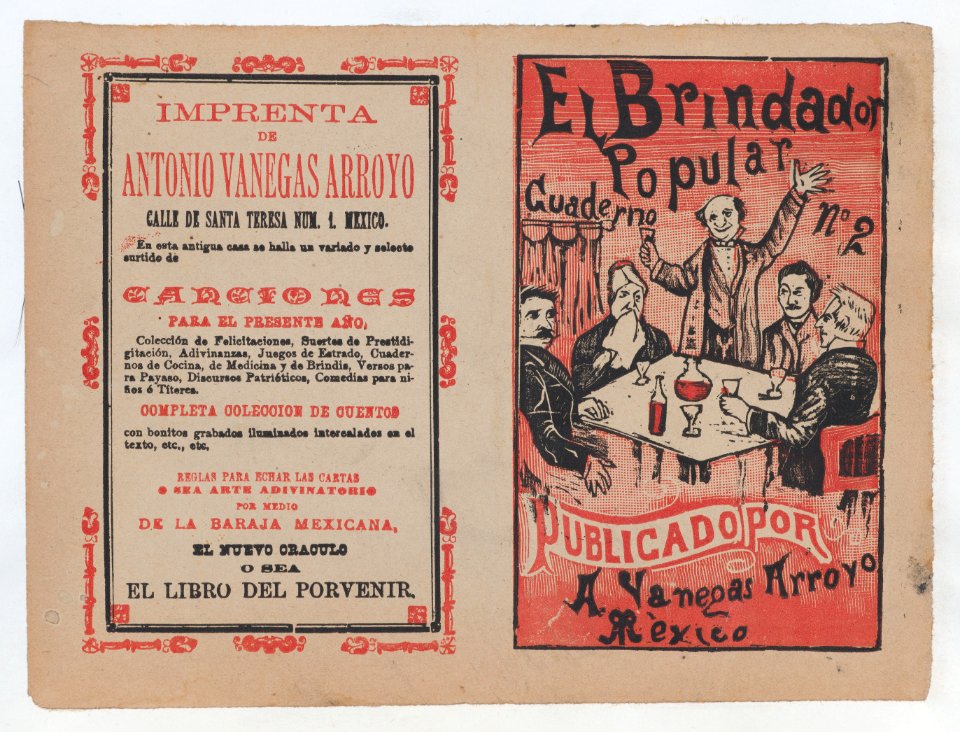 IMPRENTA
DE
ANTONIO VANEGAS ARROYO
CALLE DE SANTA TERESA NUM. 1. MEXICO.
En esta antigua casa se halla un variado y selecto
surtido de
CANCIONES
PARA EL PRESENTE AÑO,
Colección de Felicitaciones, Suertes de Prestidi-
gitación, Adivinanzas, Juegos de Estrado, Cuader-
nos de Cocina, de Medicina y de Brindis, Versos pa-
ra Payaso, Discursos Patrióticos, Comedias para ni-
ños ó Títeres.
COMPLETA COLECCION DE CUENTOS
con bonitos grabados iluminados intercalados en el
texto, etc., etc,
REGLAS PARA ECHAR LAS CARTAS
O SEA ARTE ADIVINATORIO
POR MEDIO
DE LA BARAJA MEXICANA,
EL NUEVO ORACULO
O SEA
EL LIBRO DEL PORVENIR.
El Brindador
Popular
Cuaderno Nº 2
PUBLICADO POR
A. Vanegas Arroyo
Mèxico